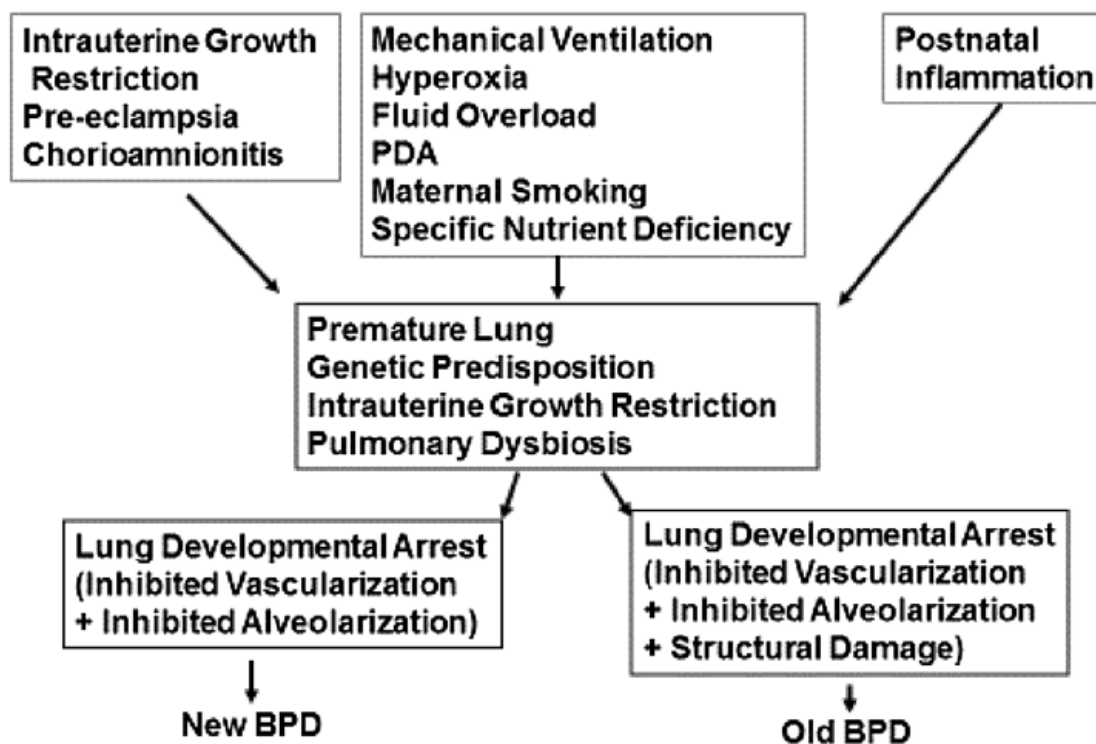 Intrauterine Growth
Restriction
Pre-eclampsia
Chorioamnionitis
Mechanical Ventilation
Hyperoxia
Fluid Overload
PDA
Maternal Smoking
Specific Nutrient Deficiency
Postnatal
Inflammation
Premature Lung
Genetic Predisposition
Intrauterine Growth Restriction
Pulmonary Dysbiosis
Lung Developmental Arrest
(Inhibited Vascularization
+ Inhibited Alveolarization)
New BPD
Lung Developmental Arrest
(Inhibited Vascularization
+ Inhibited Alveolarization
+ Structural Damage)
Old BPD